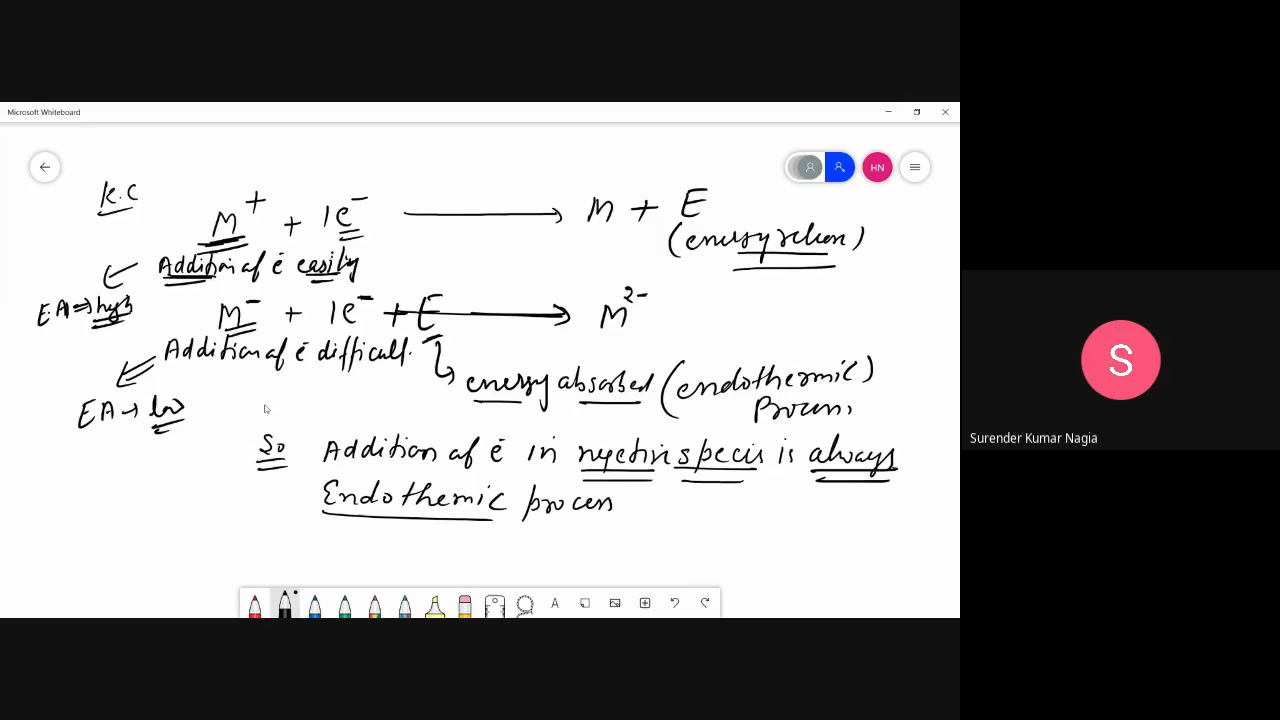 Microsoft Whiteboard
HN
K.C
M⁺ + 1e⁻ → M + E
(energy release)
Addition of e⁻ easily
EA ⇒ high
M⁻ + 1e⁻ + E → M²⁻
Addition of e⁻ difficult.
energy absorbed (endothermic)
Process
EA → low
So Addition of e⁻ in negative species is always
Endothemic process
S
Surender Kumar Nagia